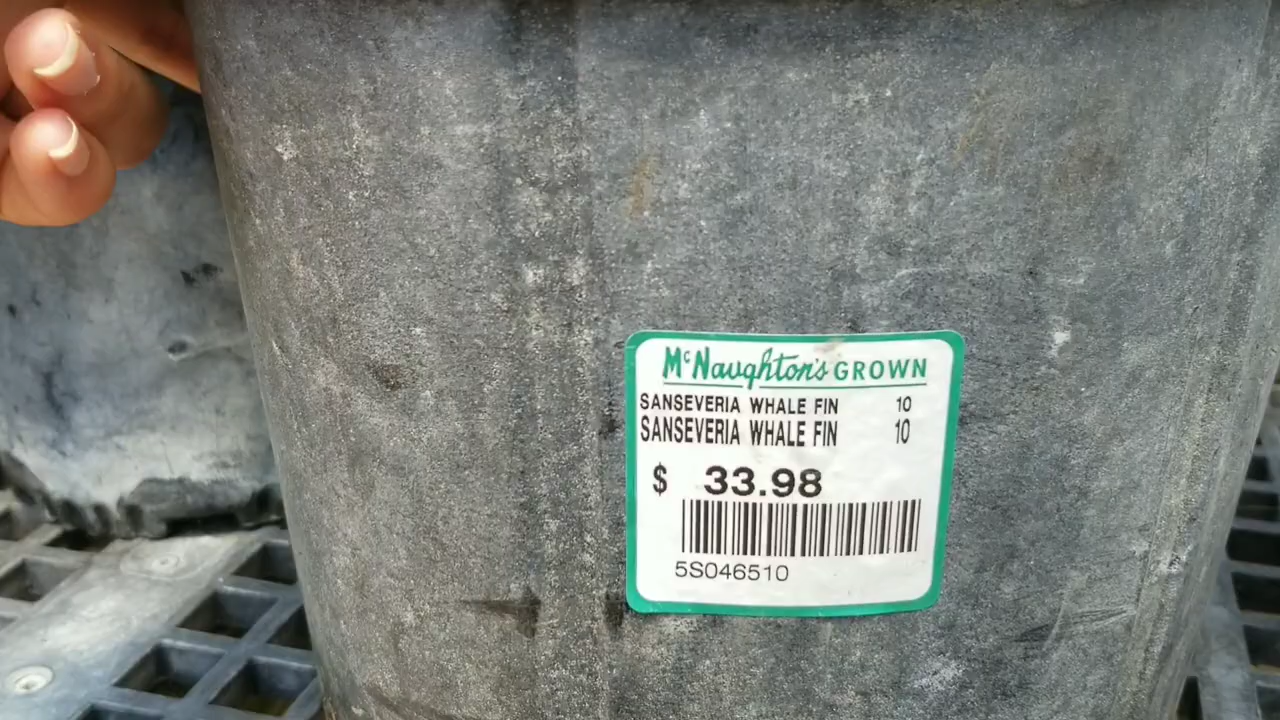 McNaughton's GROWN
SANSEVERIA WHALE FIN 10
SANSEVERIA WHALE FIN 10
$ 33.98
5S046510